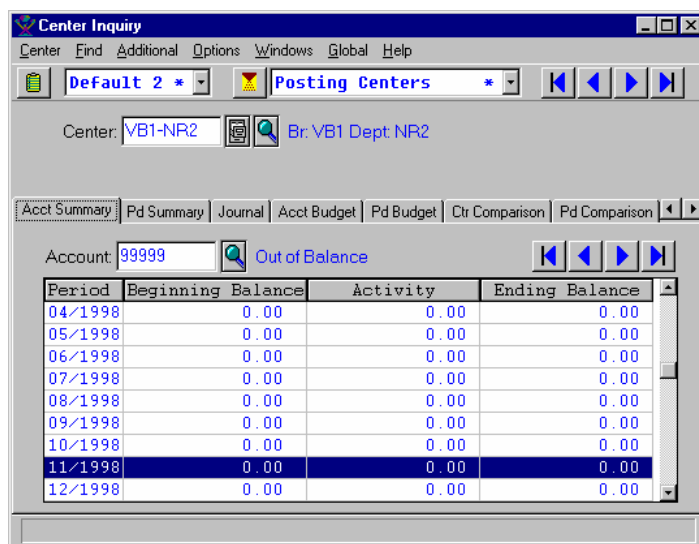 Center Inquiry
Center Find Additional Options Windows Global Help
Default 2 * Posting Centers *
Center: VB1-NR2 Br: VB1 Dept: NR2
Acct Summary Pd Summary Journal Acct Budget Pd Budget Ctr Comparison Pd Comparison
Account: 99999 Out of Balance
Period Beginning Balance Activity Ending Balance
04/1998 0.00 0.00 0.00
05/1998 0.00 0.00 0.00
06/1998 0.00 0.00 0.00
07/1998 0.00 0.00 0.00
08/1998 0.00 0.00 0.00
09/1998 0.00 0.00 0.00
10/1998 0.00 0.00 0.00
11/1998 0.00 0.00 0.00
12/1998 0.00 0.00 0.00